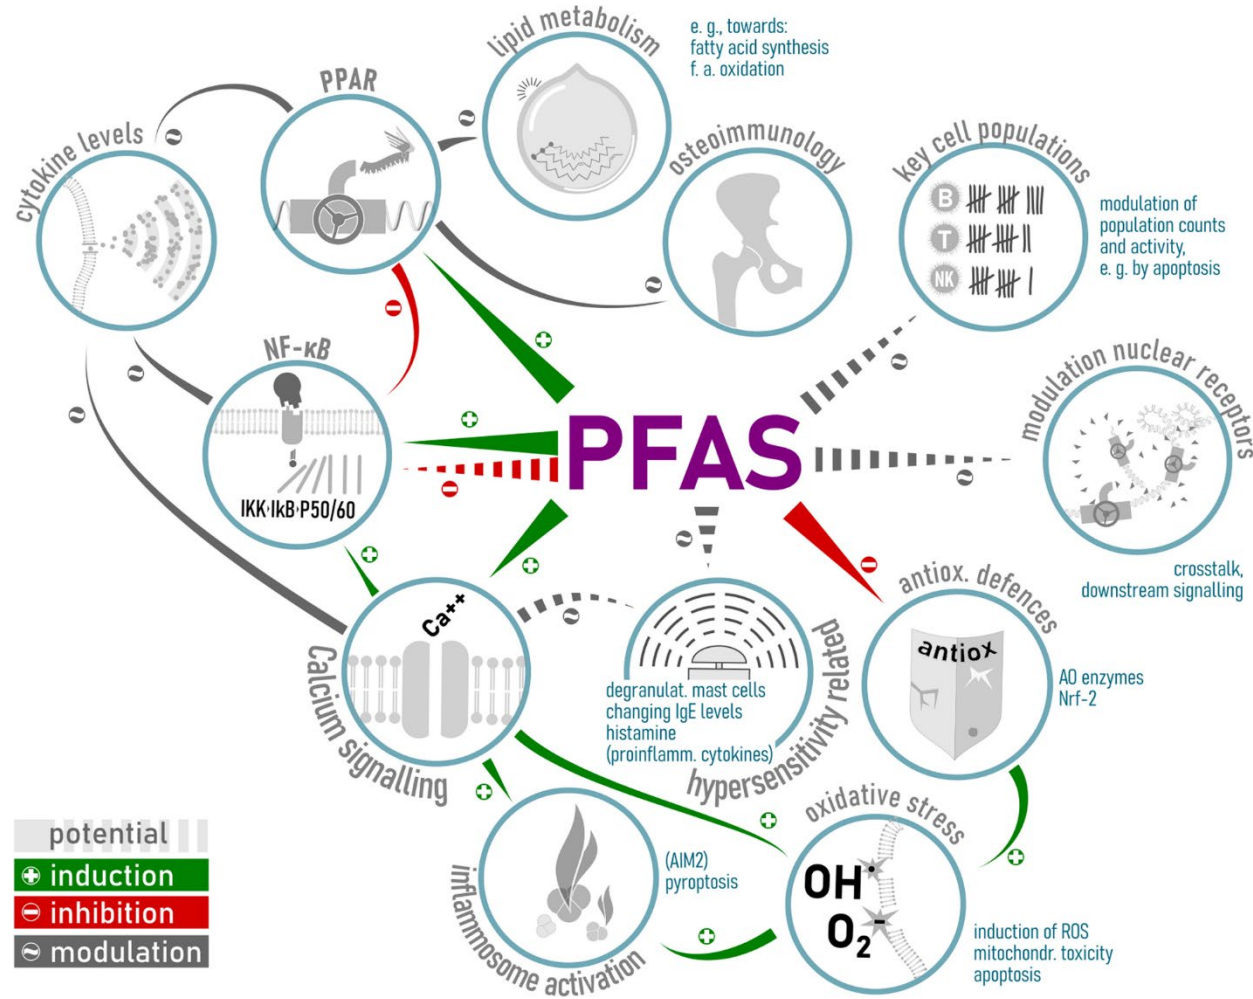 lipid metabolism
e. g., towards:
fatty acid synthesis
f. a. oxidation
PPAR
cytokine levels
osteoimmunology
key cell populations
B
T
NK
modulation of
population counts
and activity,
e. g. by apoptosis
NF-κB
IKK·IkB·P50/60
PFAS
modulation nuclear receptors
crosstalk,
downstream signalling
Ca++
Calcium signalling
degranulat. mast cells
changing IgE levels
histamine
(proinflamm. cytokines)
hypersensitivity related
antiox. defences
antiox
AO enzymes
Nrf-2
oxidative stress
OH·
O₂⁻
induction of ROS
mitochondr. toxicity
apoptosis
(AIM2)
pyroptosis
inflammosome activation
potential
induction
inhibition
modulation